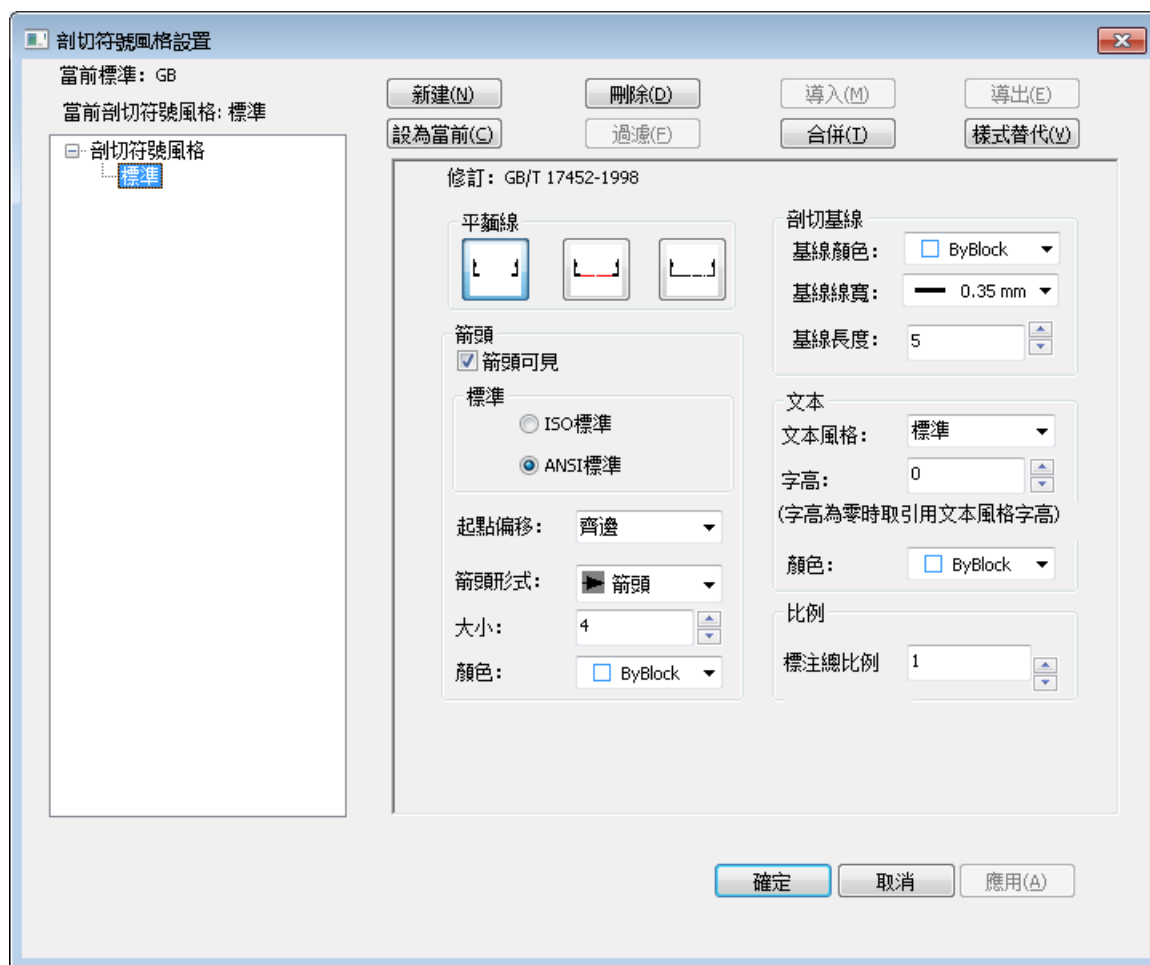 剖切符號風格設置
當前標準: GB
當前剖切符號風格: 標準
新建(N)
刪除(D)
導入(M)
導出(E)
設為當前(C)
過濾(F)
合併(T)
樣式替代(V)
剖切符號風格
標準
修訂: GB/T 17452-1998
平麵線
箭頭
箭頭可見
標準
ISO標準
ANSI標準
起點偏移: 齊邊
箭頭形式: 箭頭
大小: 4
顏色: ByBlock
剖切基線
基線顏色: ByBlock
基線線寬: 0.35 mm
基線長度: 5
文本
文本風格: 標準
字高: 0
(字高為零時取引用文本風格字高)
顏色: ByBlock
比例
標注總比例 1
確定
取消
應用(A)